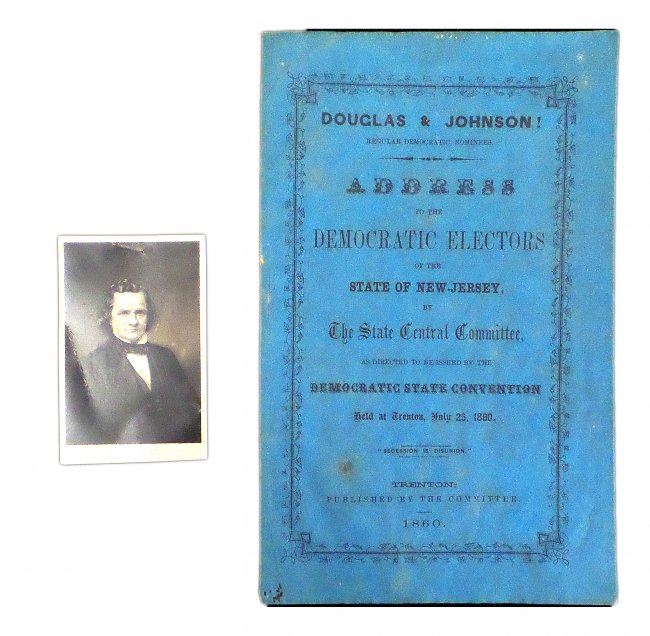 DOUGLAS & JOHNSON!
REGULAR DEMOCRATIC NOMINEES.
ADDRESS
TO THE
DEMOCRATIC ELECTORS
OF THE
STATE OF NEW-JERSEY,
BY
The State Central Committee,
AS DIRECTED TO BE ISSUED BY THE
DEMOCRATIC STATE CONVENTION
Held at Trenton, July 25, 1860.
"SECESSION IS DISUNION."
TRENTON:
PUBLISHED BY THE COMMITTEE.
1860.